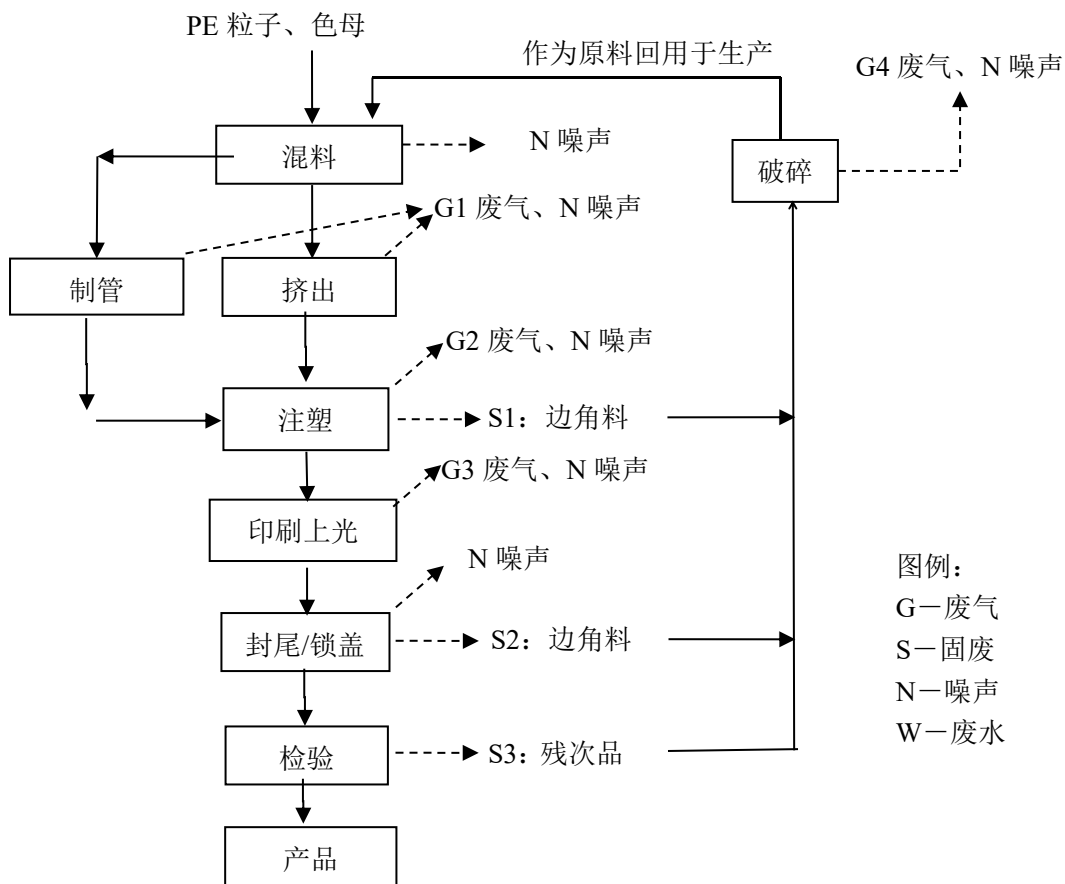 PE 粒子、色母
作为原料回用于生产
G4 废气、N 噪声
混料
N 噪声
破碎
G1 废气、N 噪声
制管
挤出
G2 废气、N 噪声
注塑
S1：边角料
G3 废气、N 噪声
印刷上光
N 噪声
封尾/锁盖
S2：边角料
检验
S3：残次品
产品
图例：
G－废气
S－固废
N－噪声
W－废水